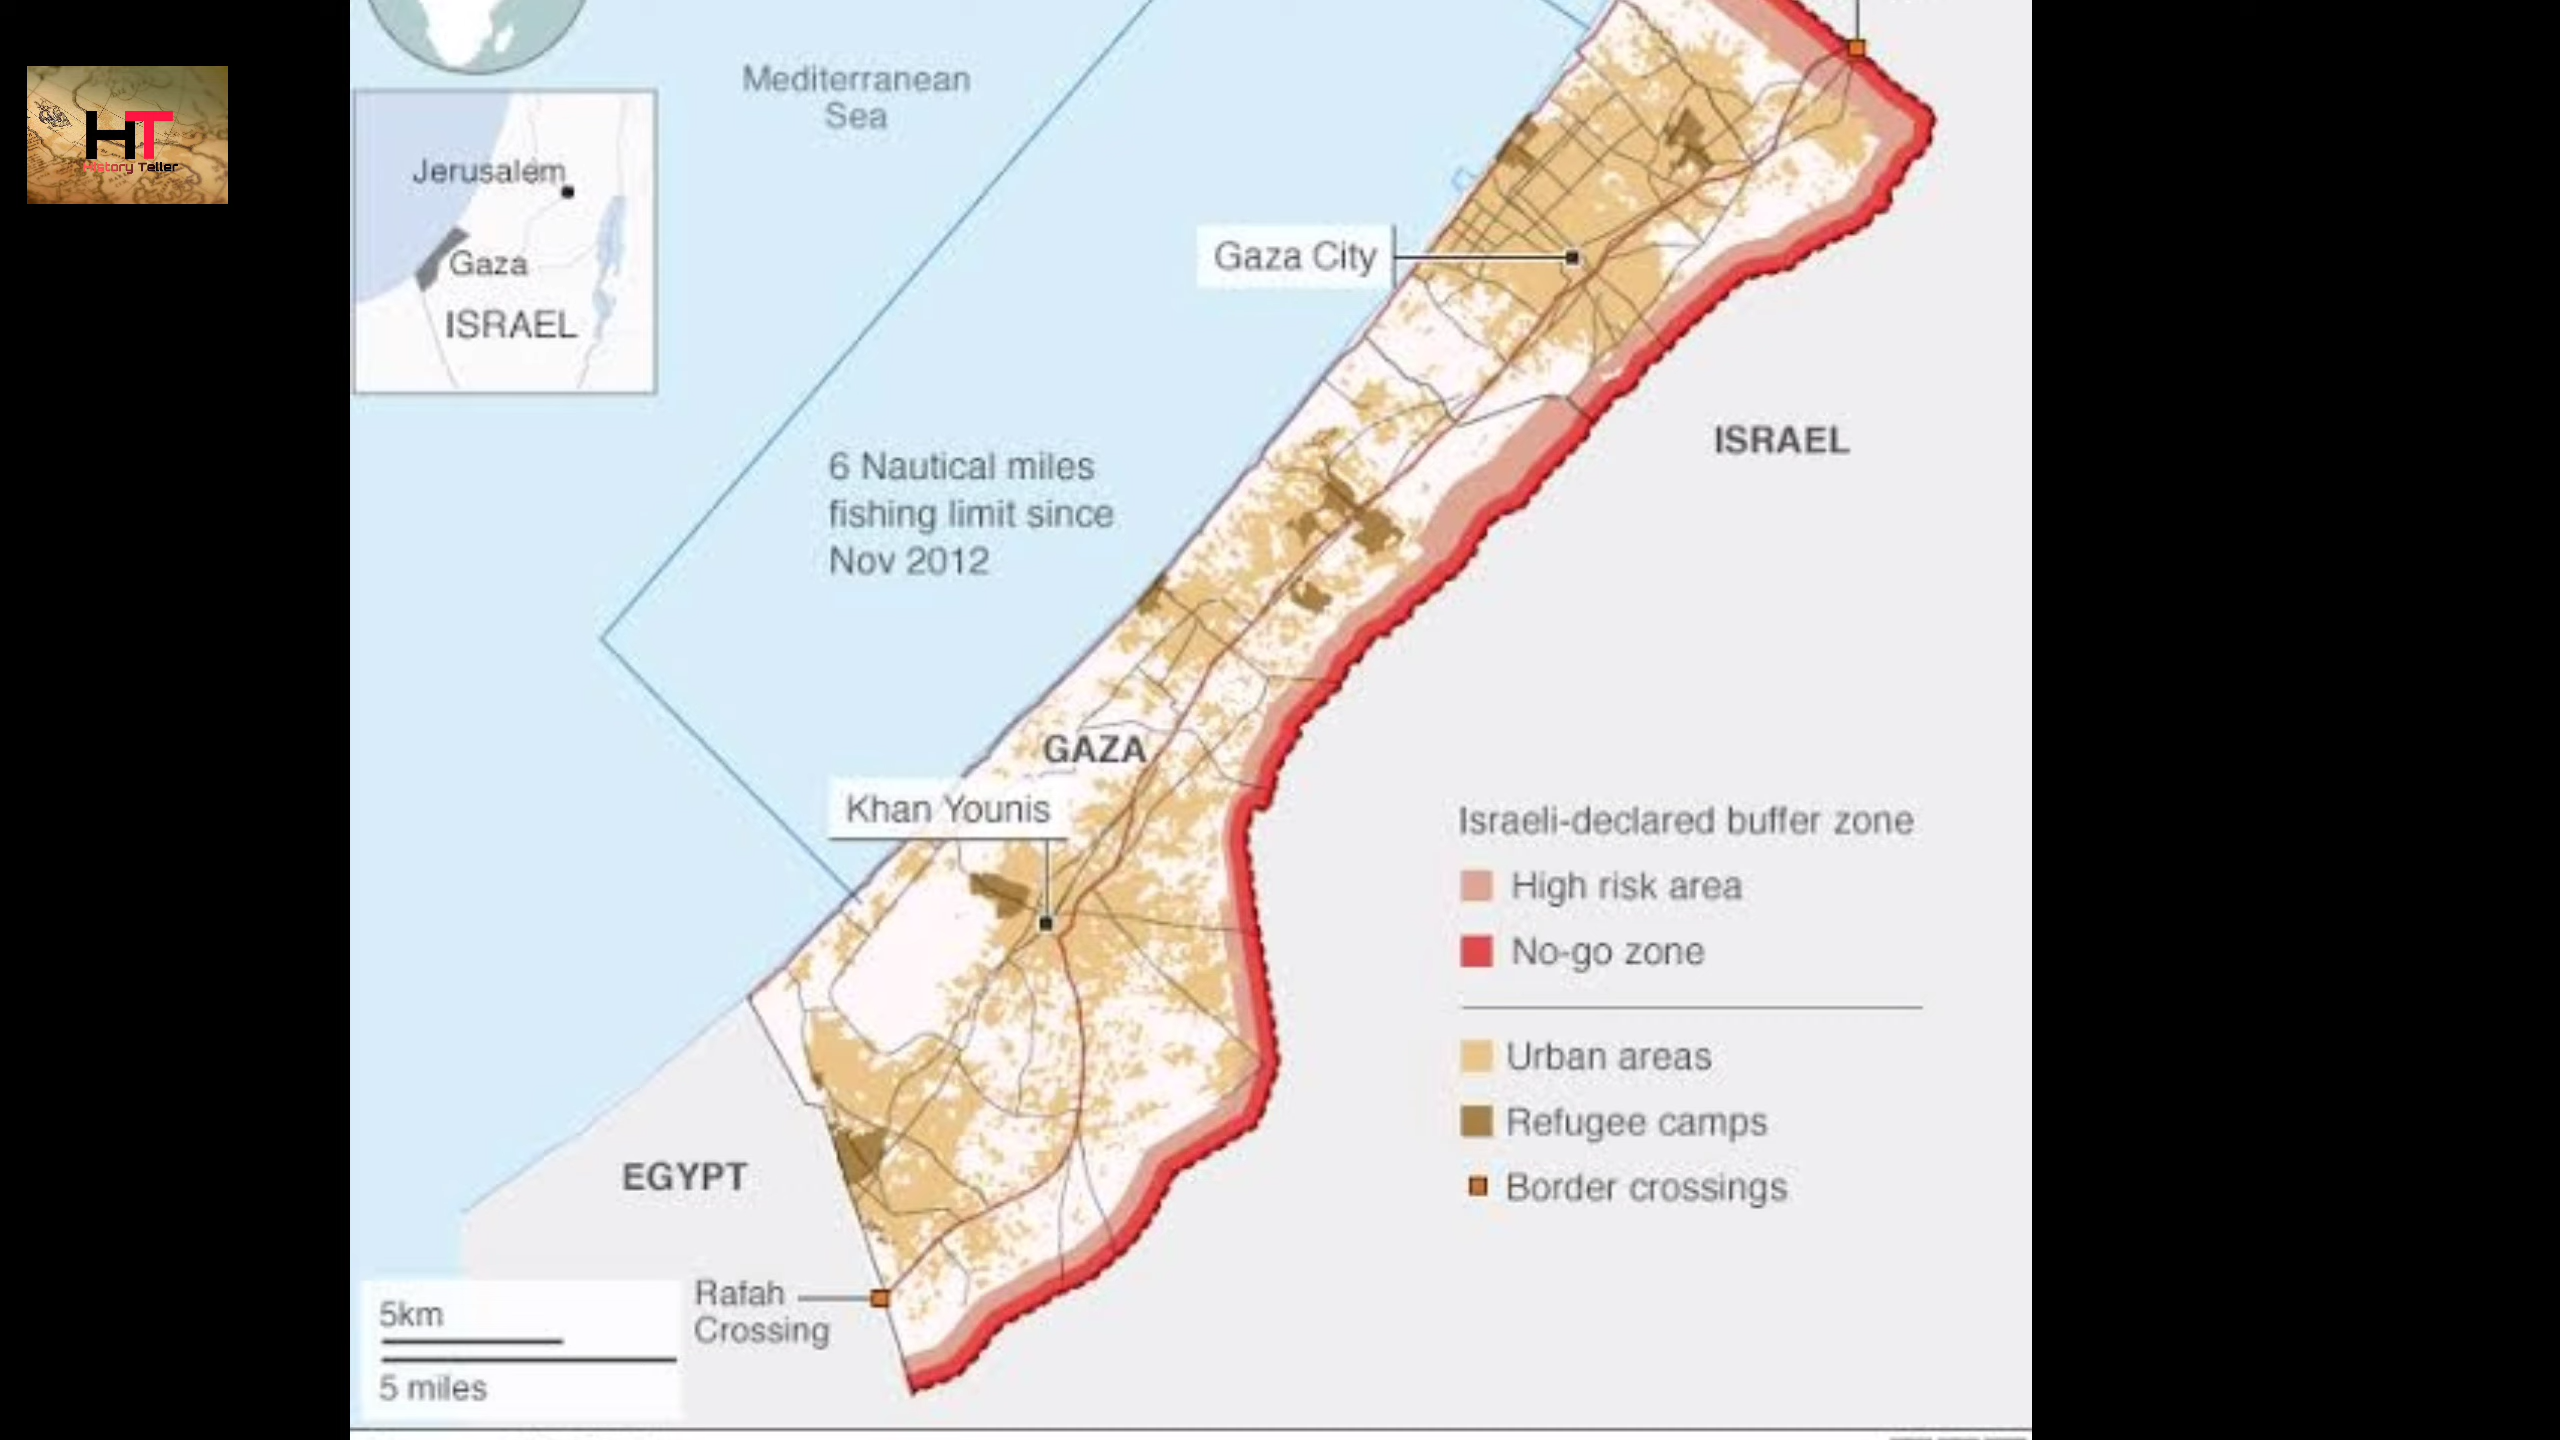 HT
History Teller
Mediterranean
Sea
Jerusalem
Gaza
ISRAEL
Gaza City
ISRAEL
6 Nautical miles
fishing limit since
Nov 2012
GAZA
Khan Younis
Israeli-declared buffer zone
High risk area
No-go zone
Urban areas
Refugee camps
Border crossings
EGYPT
Rafah
Crossing
5km
5 miles